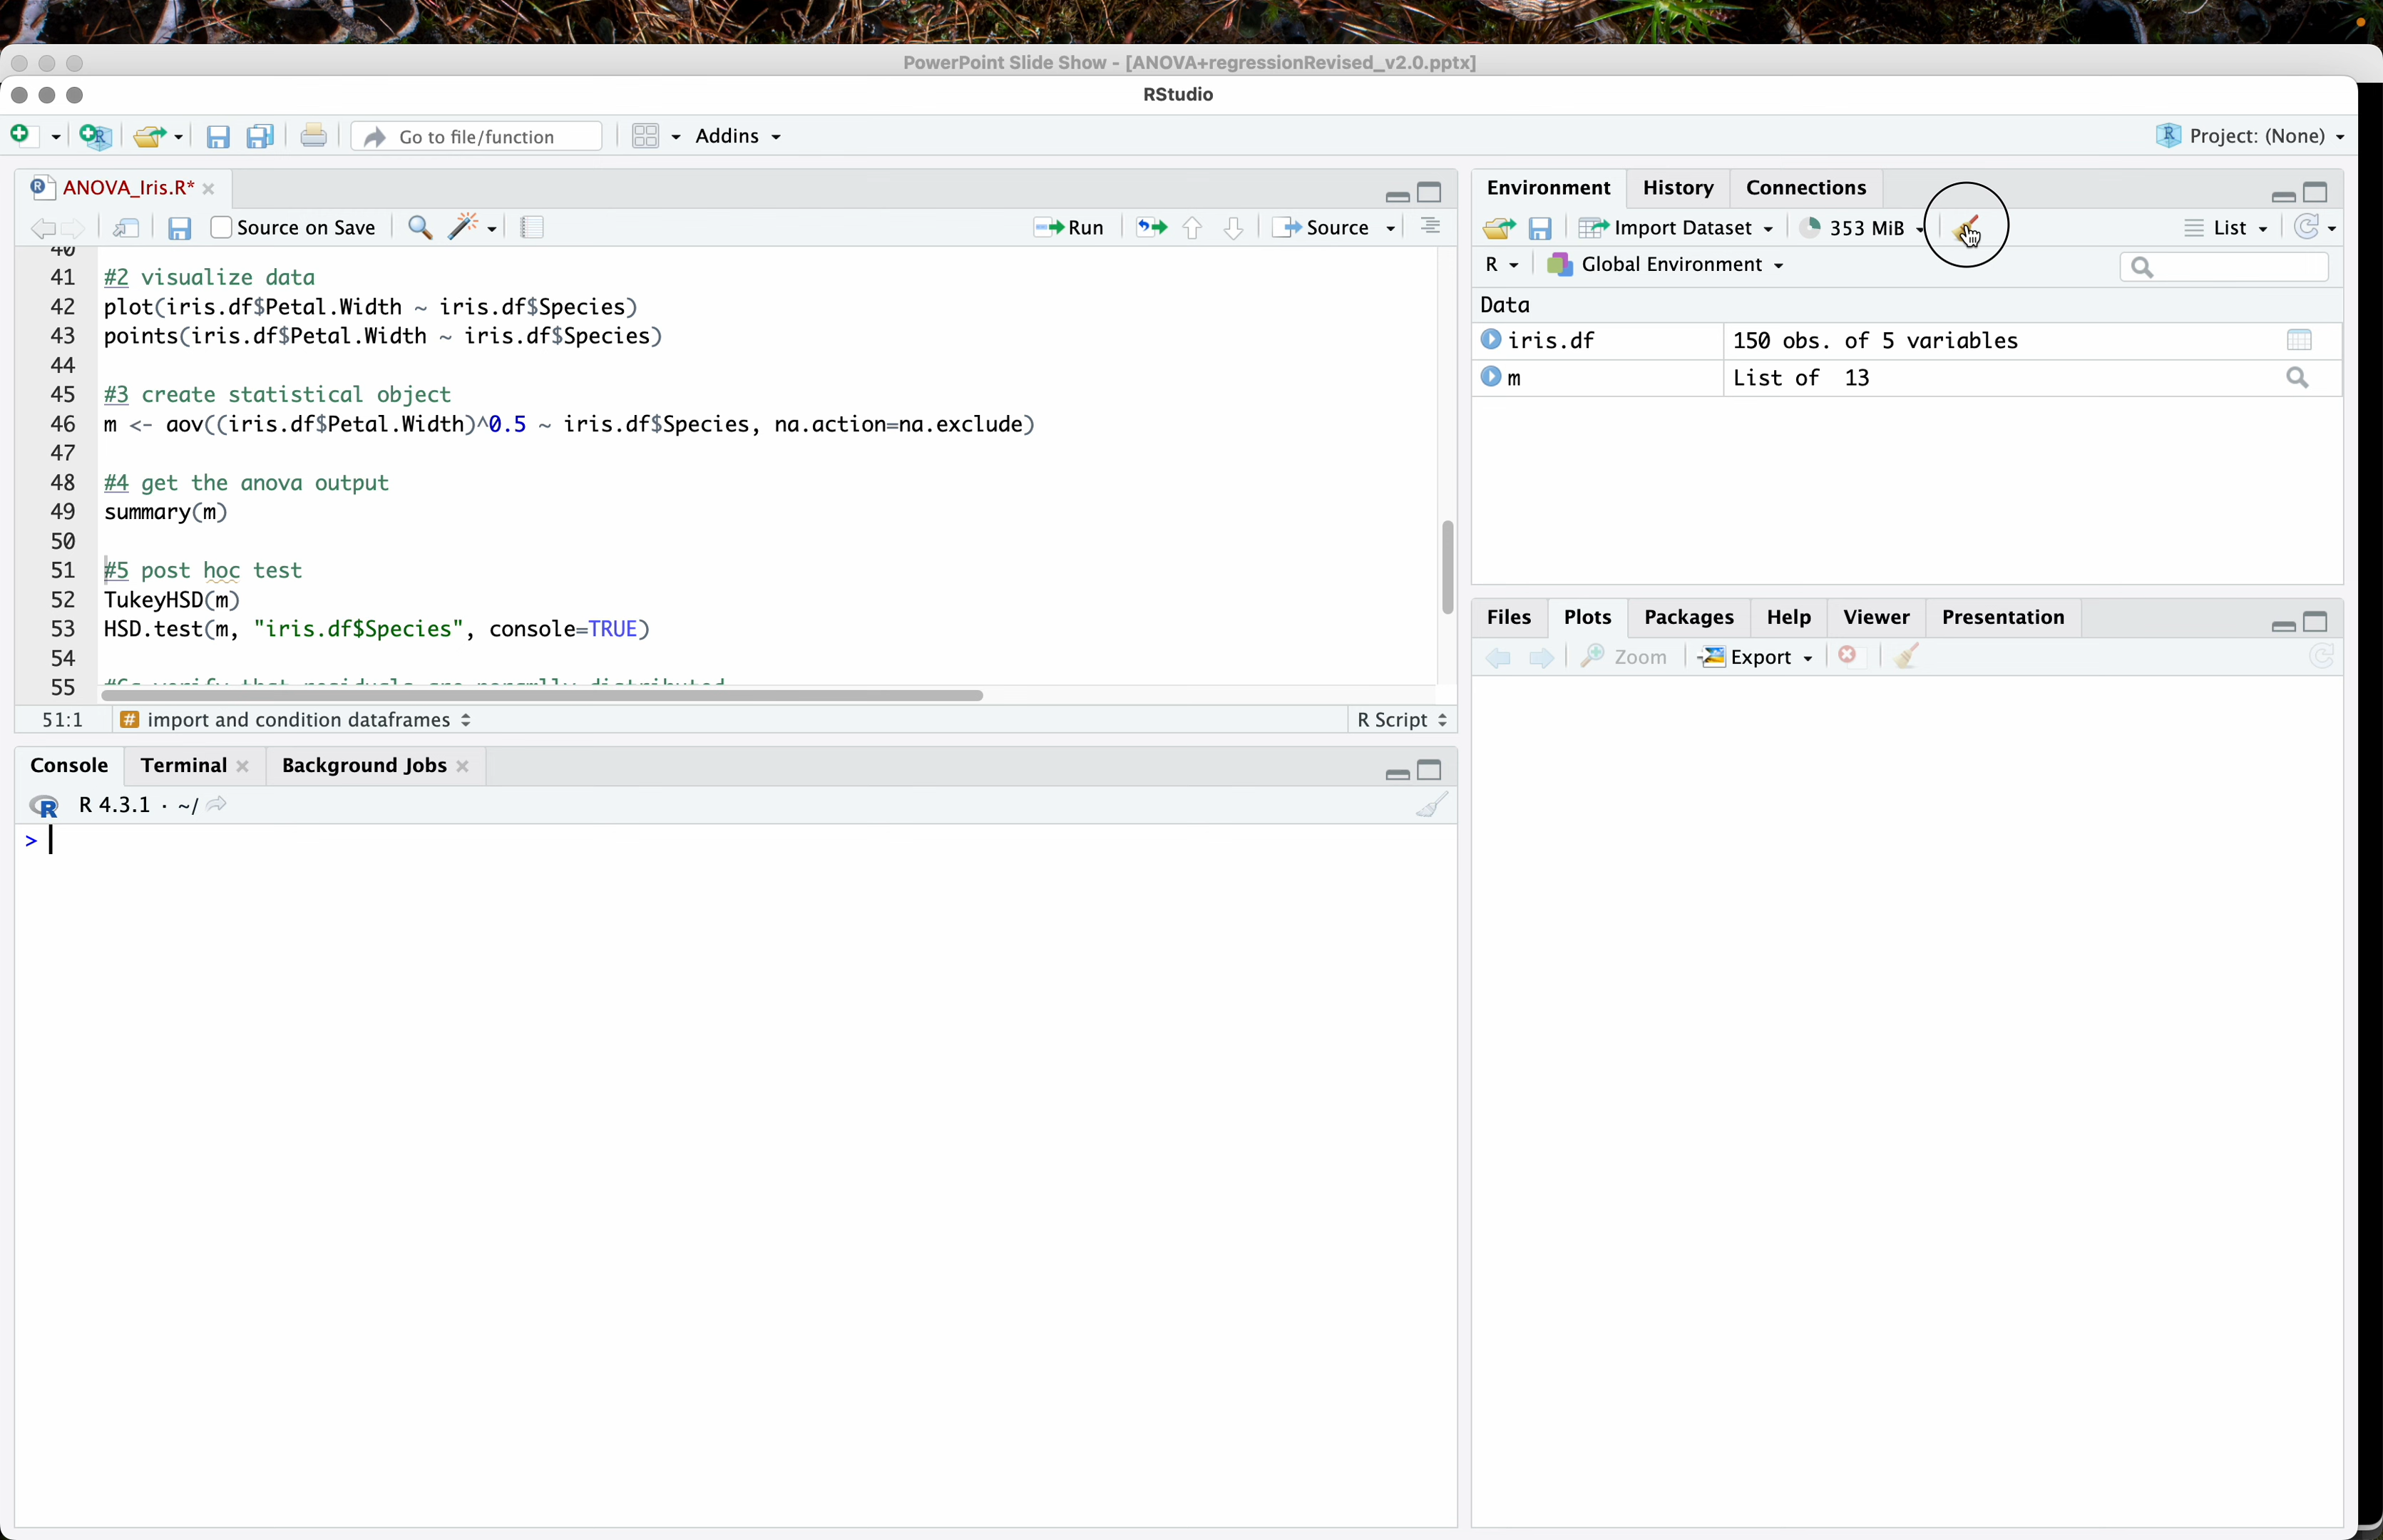 PowerPoint Slide Show - [ANOVA+regressionRevised_v2.0.pptx]
RStudio
Go to file/function
Addins
Project: (None)
ANOVA_Iris.R*
Source on Save
Run
Source
40
41 #2 visualize data
42 plot(iris.df$Petal.Width ~ iris.df$Species)
43 points(iris.df$Petal.Width ~ iris.df$Species)
44
45 #3 create statistical object
46 m <- aov((iris.df$Petal.Width)^0.5 ~ iris.df$Species, na.action=na.exclude)
47
48 #4 get the anova output
49 summary(m)
50
51 #5 post hoc test
52 TukeyHSD(m)
53 HSD.test(m, "iris.df$Species", console=TRUE)
54
55
51:1 # import and condition dataframes R Script
Console Terminal Background Jobs
R 4.3.1 · ~/
>
Environment History Connections
Import Dataset 353 MiB List
R Global Environment
Data
iris.df 150 obs. of 5 variables
m List of 13
Files Plots Packages Help Viewer Presentation
Zoom Export